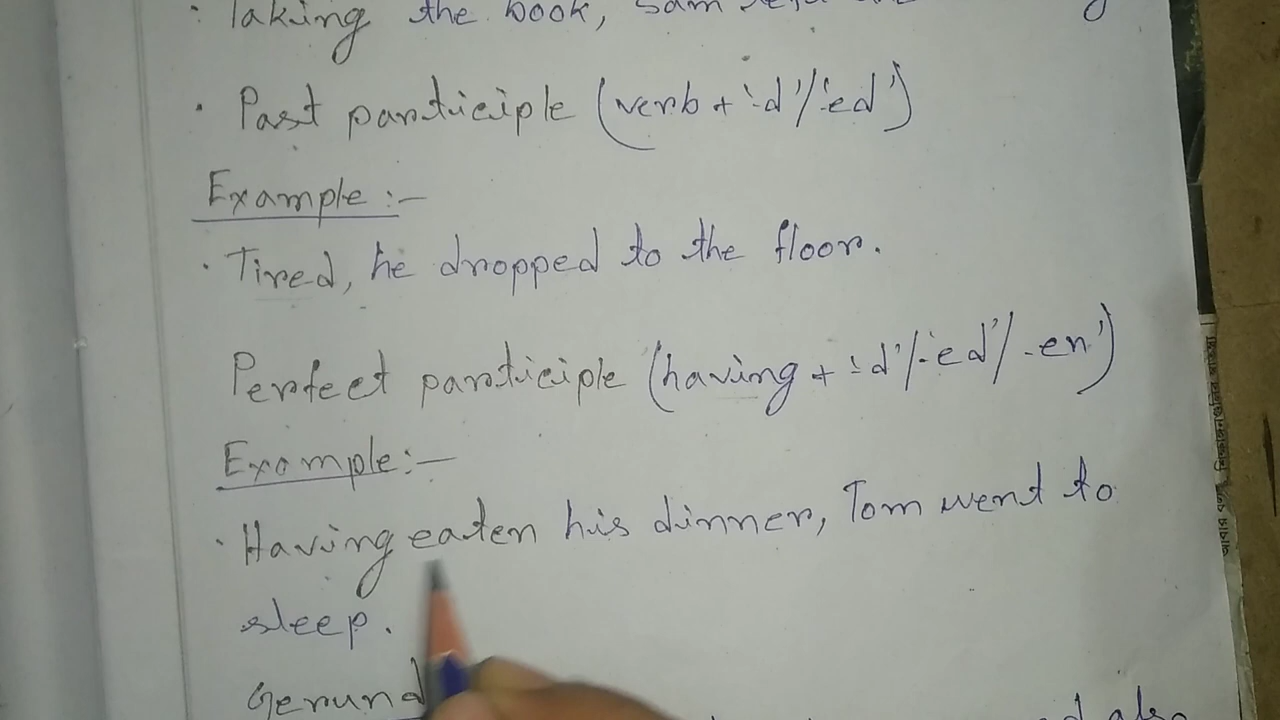 · Taking the book, Sam
· Past participle (verb + '-d'/'-ed')
Example :-
· Tired, he dropped to the floor.
Perfect participle (having + '-d'/'-ed'/'-en')
Example :-
· Having eaten his dinner, Tom went to
sleep.
Gerund also